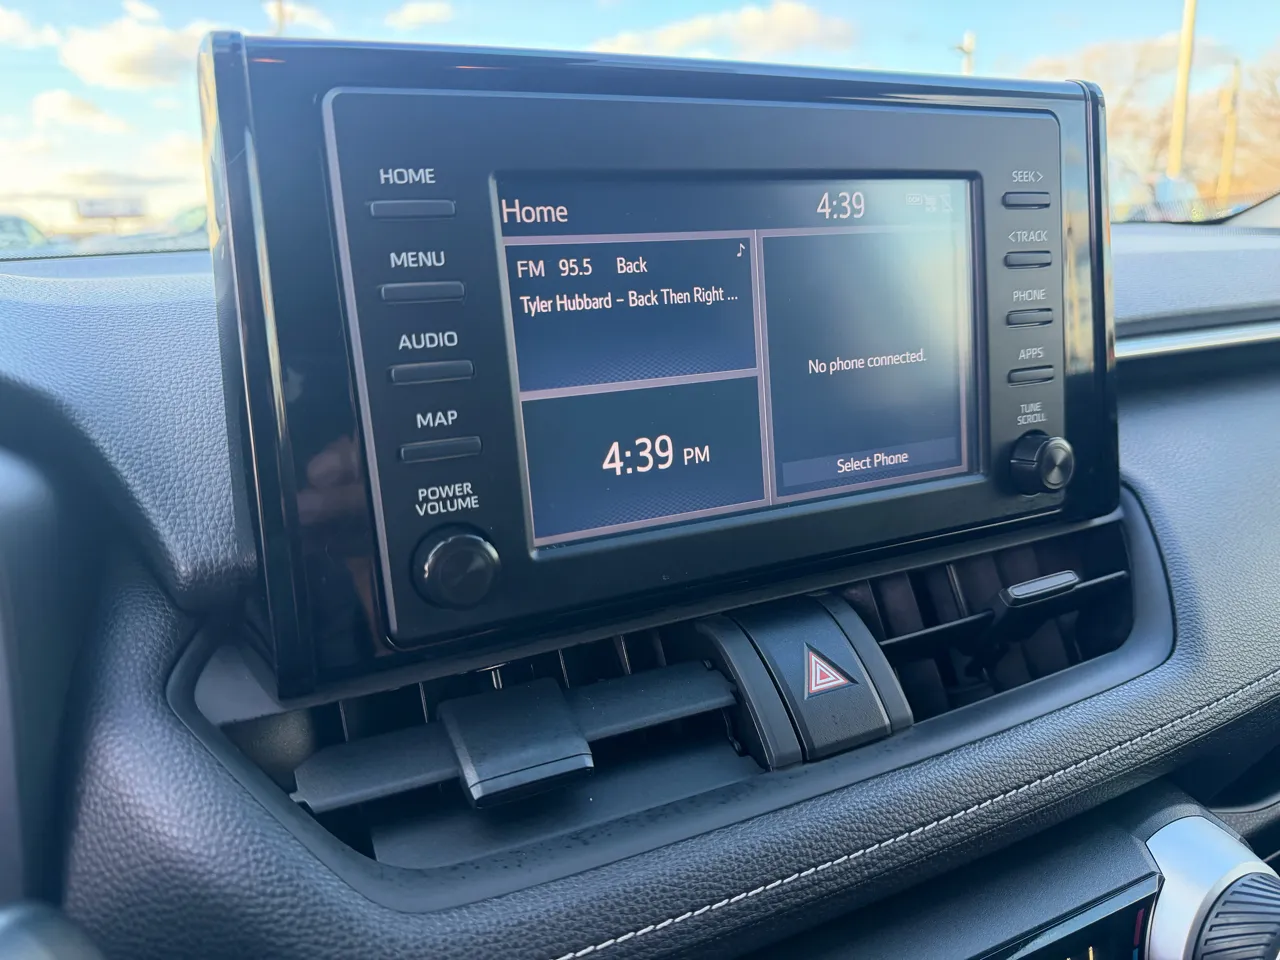 HOME
MENU
AUDIO
MAP
POWER
VOLUME
Home
4:39
FM 95.5 Back
Tyler Hubbard – Back Then Right ...
4:39 PM
No phone connected.
Select Phone
SEEK>
<TRACK
PHONE
APPS
TUNE
SCROLL